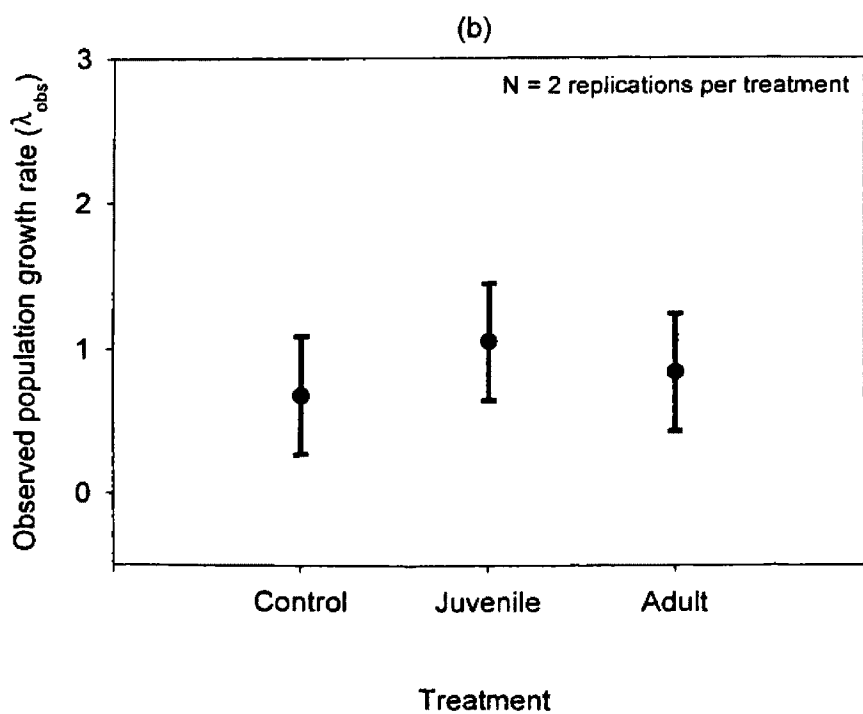 (b)
N = 2 replications per treatment
Observed population growth rate (λobs)
3
2
1
0
Control Juvenile Adult
Treatment